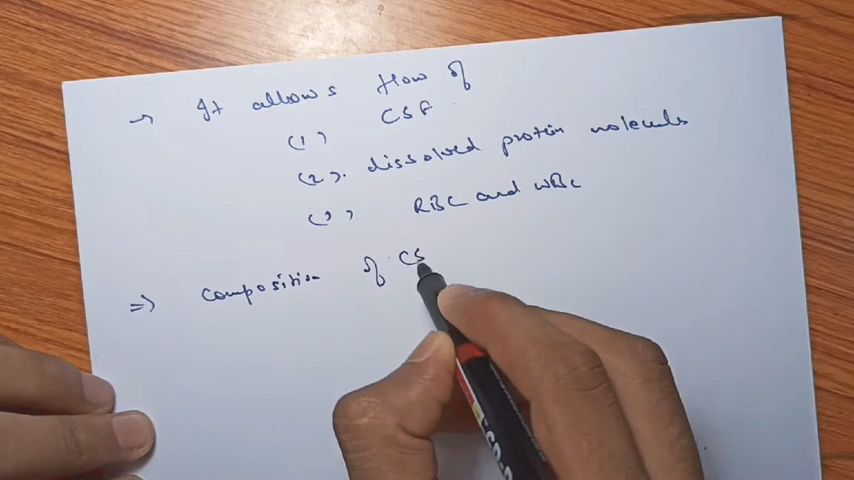 → It allows flow of
(1) CSF
(2). dissolved protein molecules
(3) RBC and WBC
⇒ composition of CS